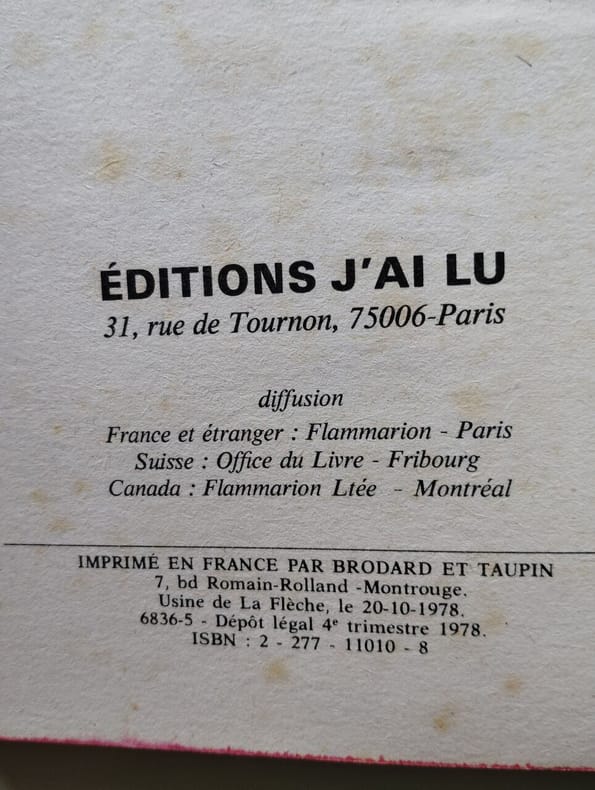 ÉDITIONS J'AI LU
31, rue de Tournon, 75006-Paris
diffusion
France et étranger : Flammarion - Paris
Suisse : Office du Livre - Fribourg
Canada : Flammarion Ltée - Montréal
IMPRIMÉ EN FRANCE PAR BRODARD ET TAUPIN
7, bd Romain-Rolland -Montrouge.
Usine de La Flèche, le 20-10-1978.
6836-5 - Dépôt légal 4e trimestre 1978.
ISBN : 2 - 277 - 11010 - 8